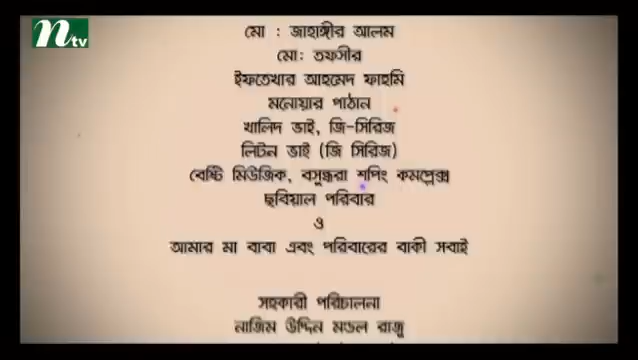 ntv
মো : জাহাঙ্গীর আলম
মো: তফসীর
ইফতেখার আহমেদ ফাহমি
মনোয়ার পাঠান
খালিদ ভাই, জি-সিরিজ
লিটন ভাই (জি সিরিজ)
বেষ্টি মিউজিক, বসুন্ধরা শপিং কমপ্লেক্স
ছবিয়াল পরিবার
ও
আমার মা বাবা এবং পরিবারের বাকী সবাই
সহকারী পরিচালনা
নাজিম উদ্দিন মন্ডল রাজু